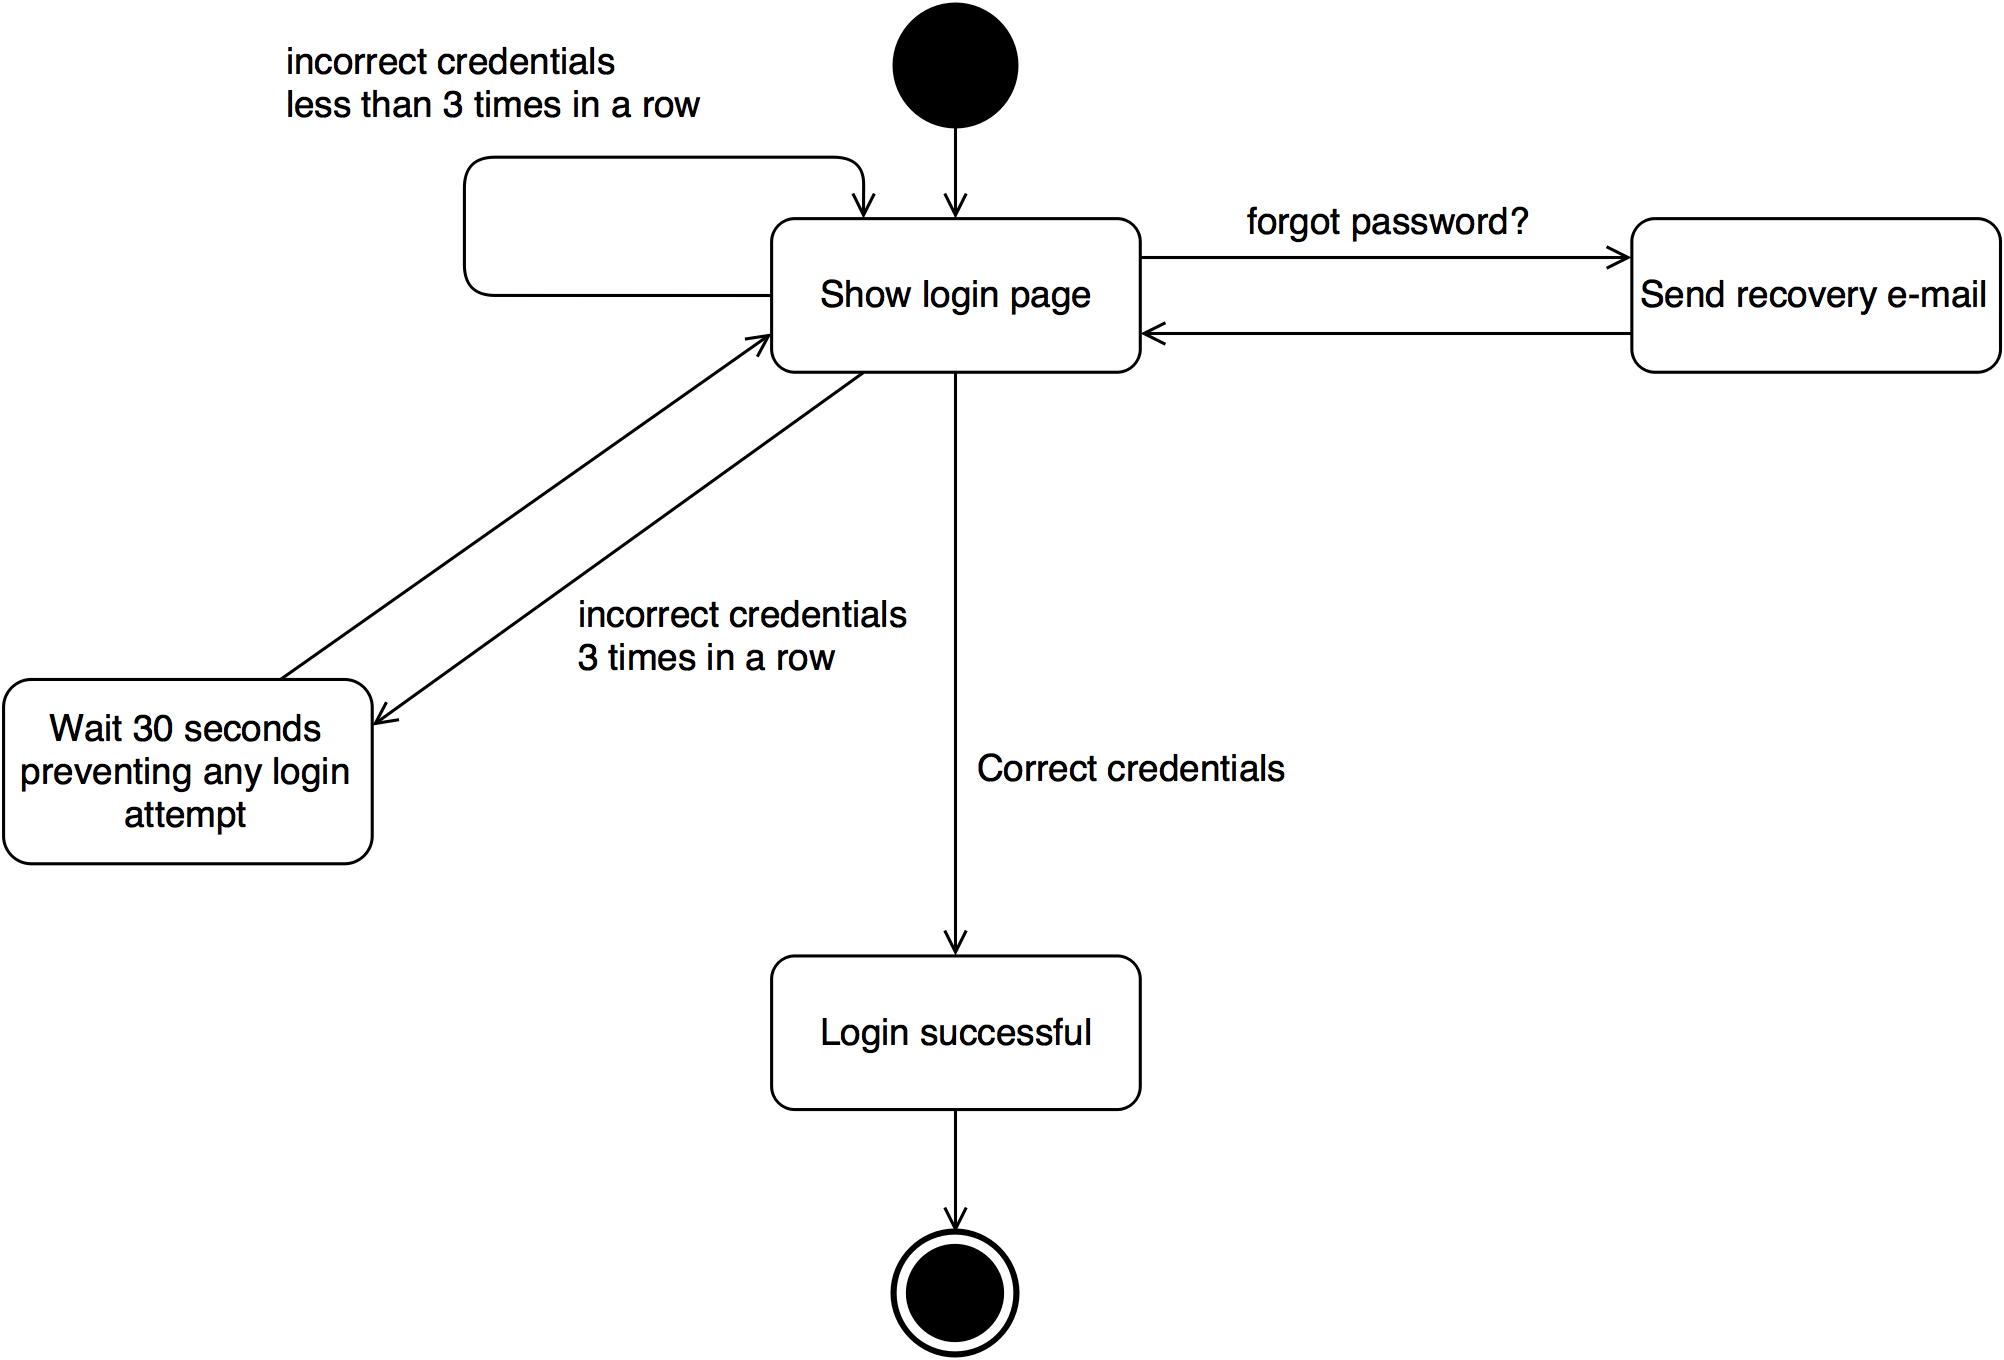 incorrect credentials
less than 3 times in a row
forgot password?
Show login page
Send recovery e-mail
incorrect credentials
3 times in a row
Wait 30 seconds
preventing any login
attempt
Correct credentials
Login successful